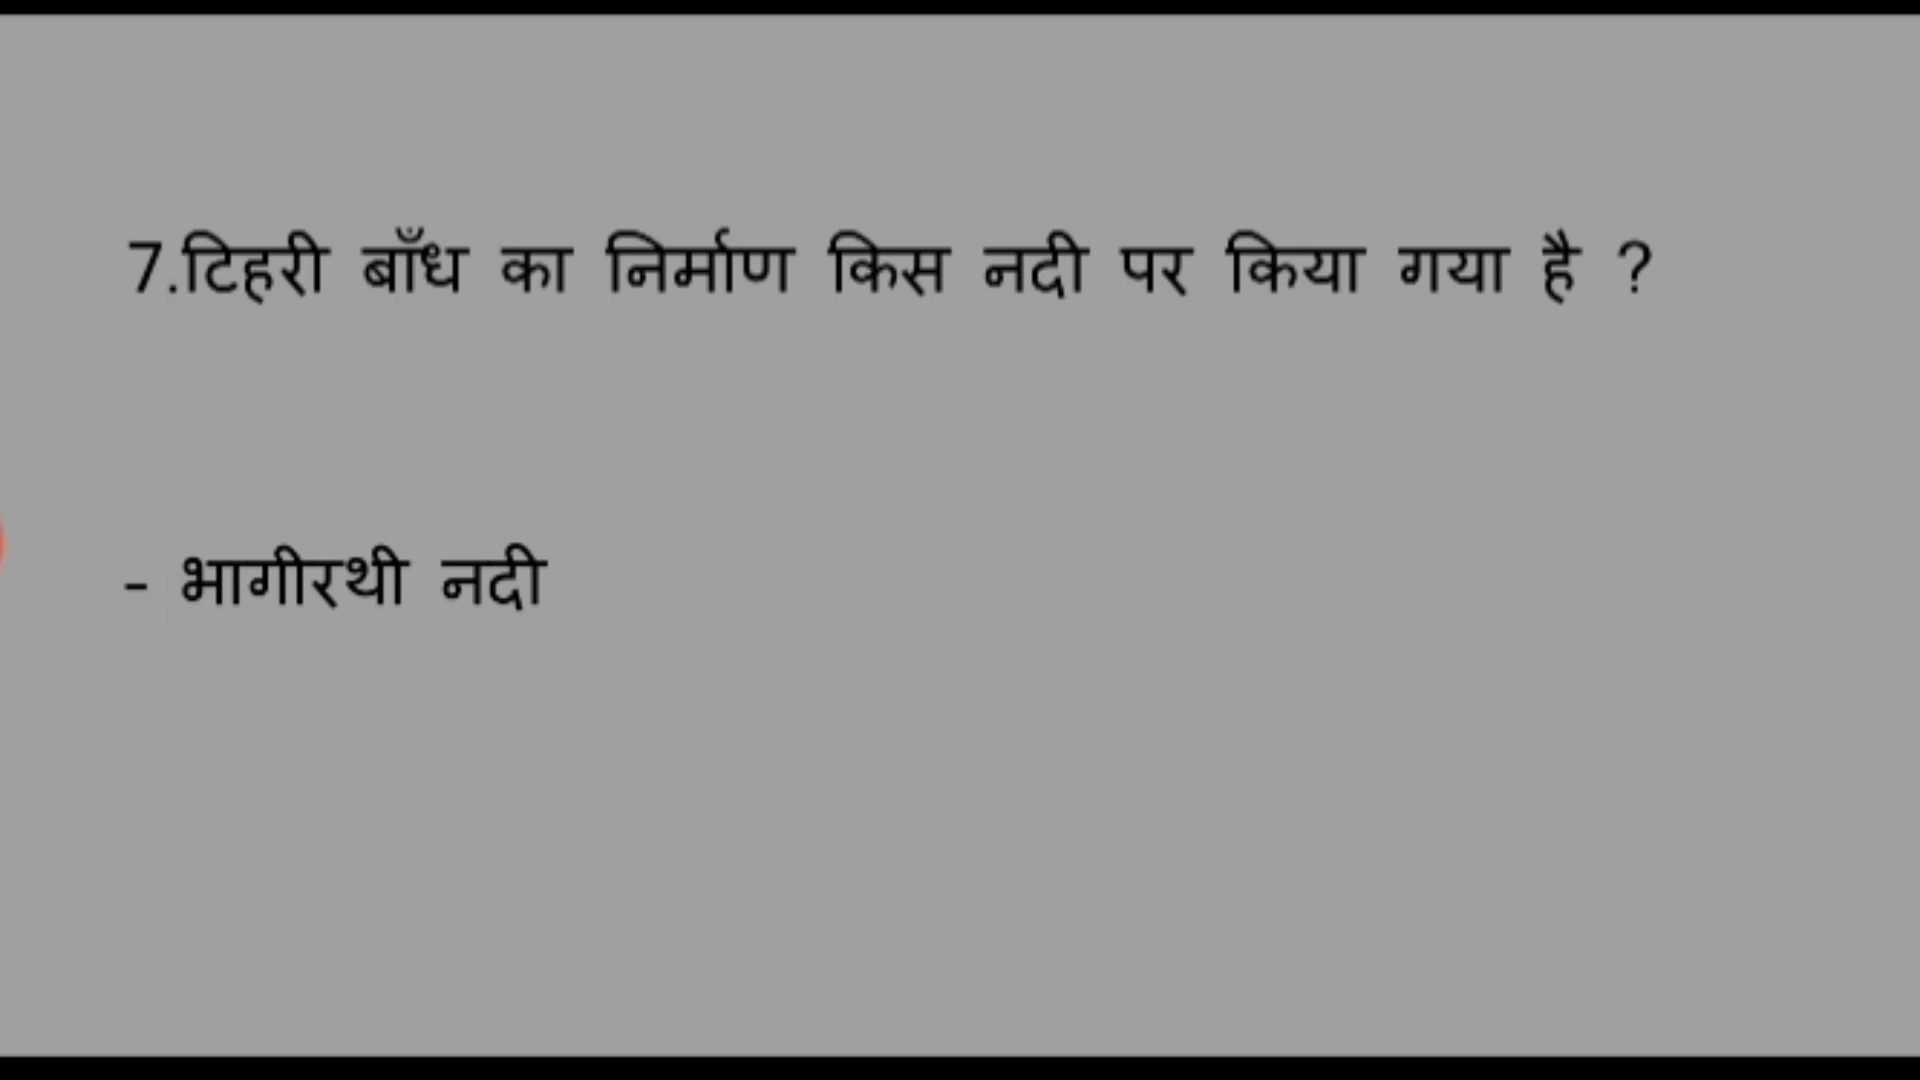 7.टिहरी बाँध का निर्माण किस नदी पर किया गया है ?
- भागीरथी नदी